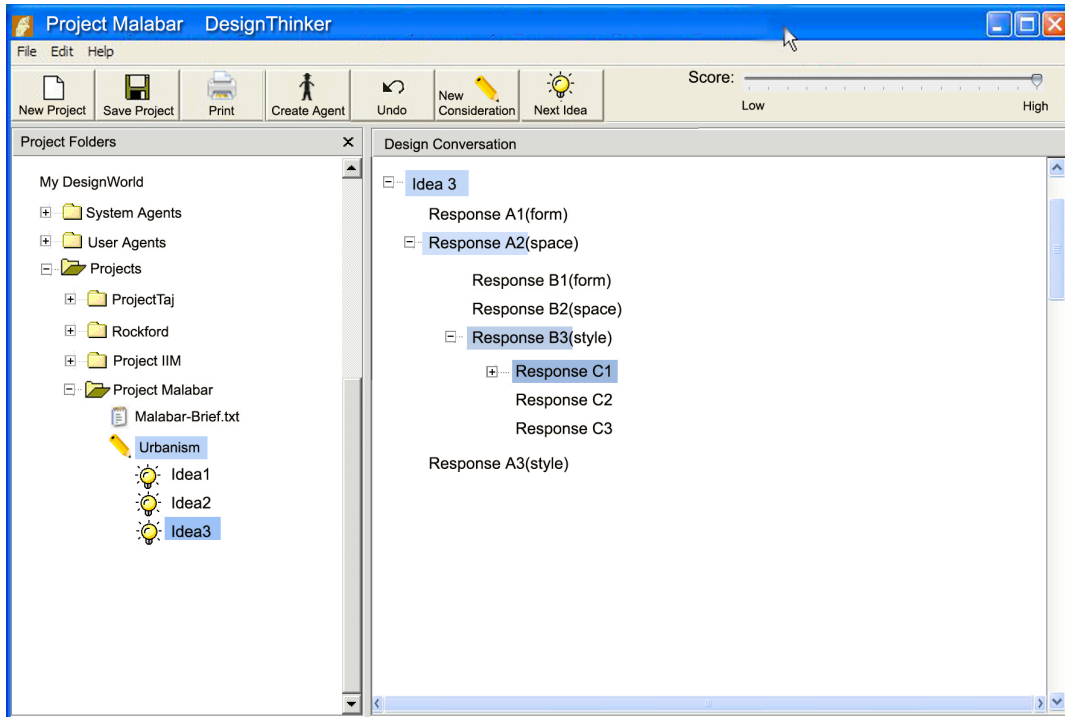 Project Malabar DesignThinker
File Edit Help
New Project Save Project Print Create Agent Undo New Consideration Next Idea
Score:
Low High
Project Folders
My DesignWorld
System Agents
User Agents
Projects
ProjectTaj
Rockford
Project IIM
Project Malabar
Malabar-Brief.txt
Urbanism
Idea1
Idea2
Idea3
Design Conversation
Idea 3
Response A1(form)
Response A2(space)
Response B1(form)
Response B2(space)
Response B3(style)
Response C1
Response C2
Response C3
Response A3(style)